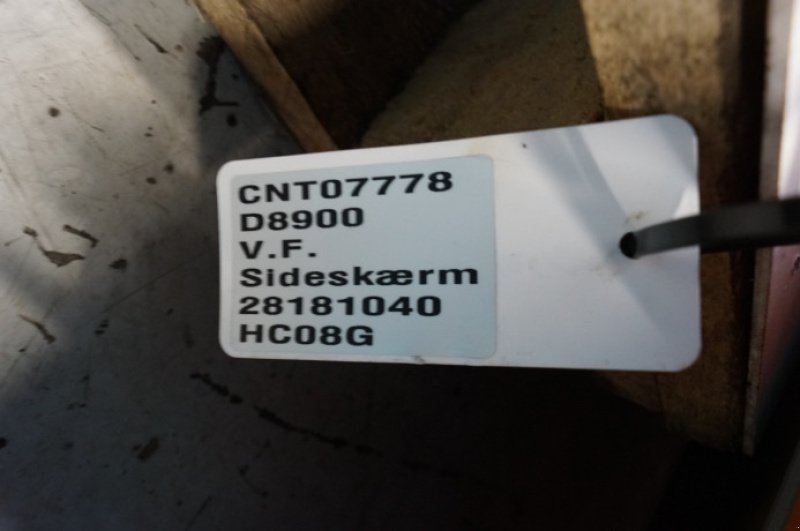 CNT07778
D8900
V.F.
Sideskærm
28181040
HC08G